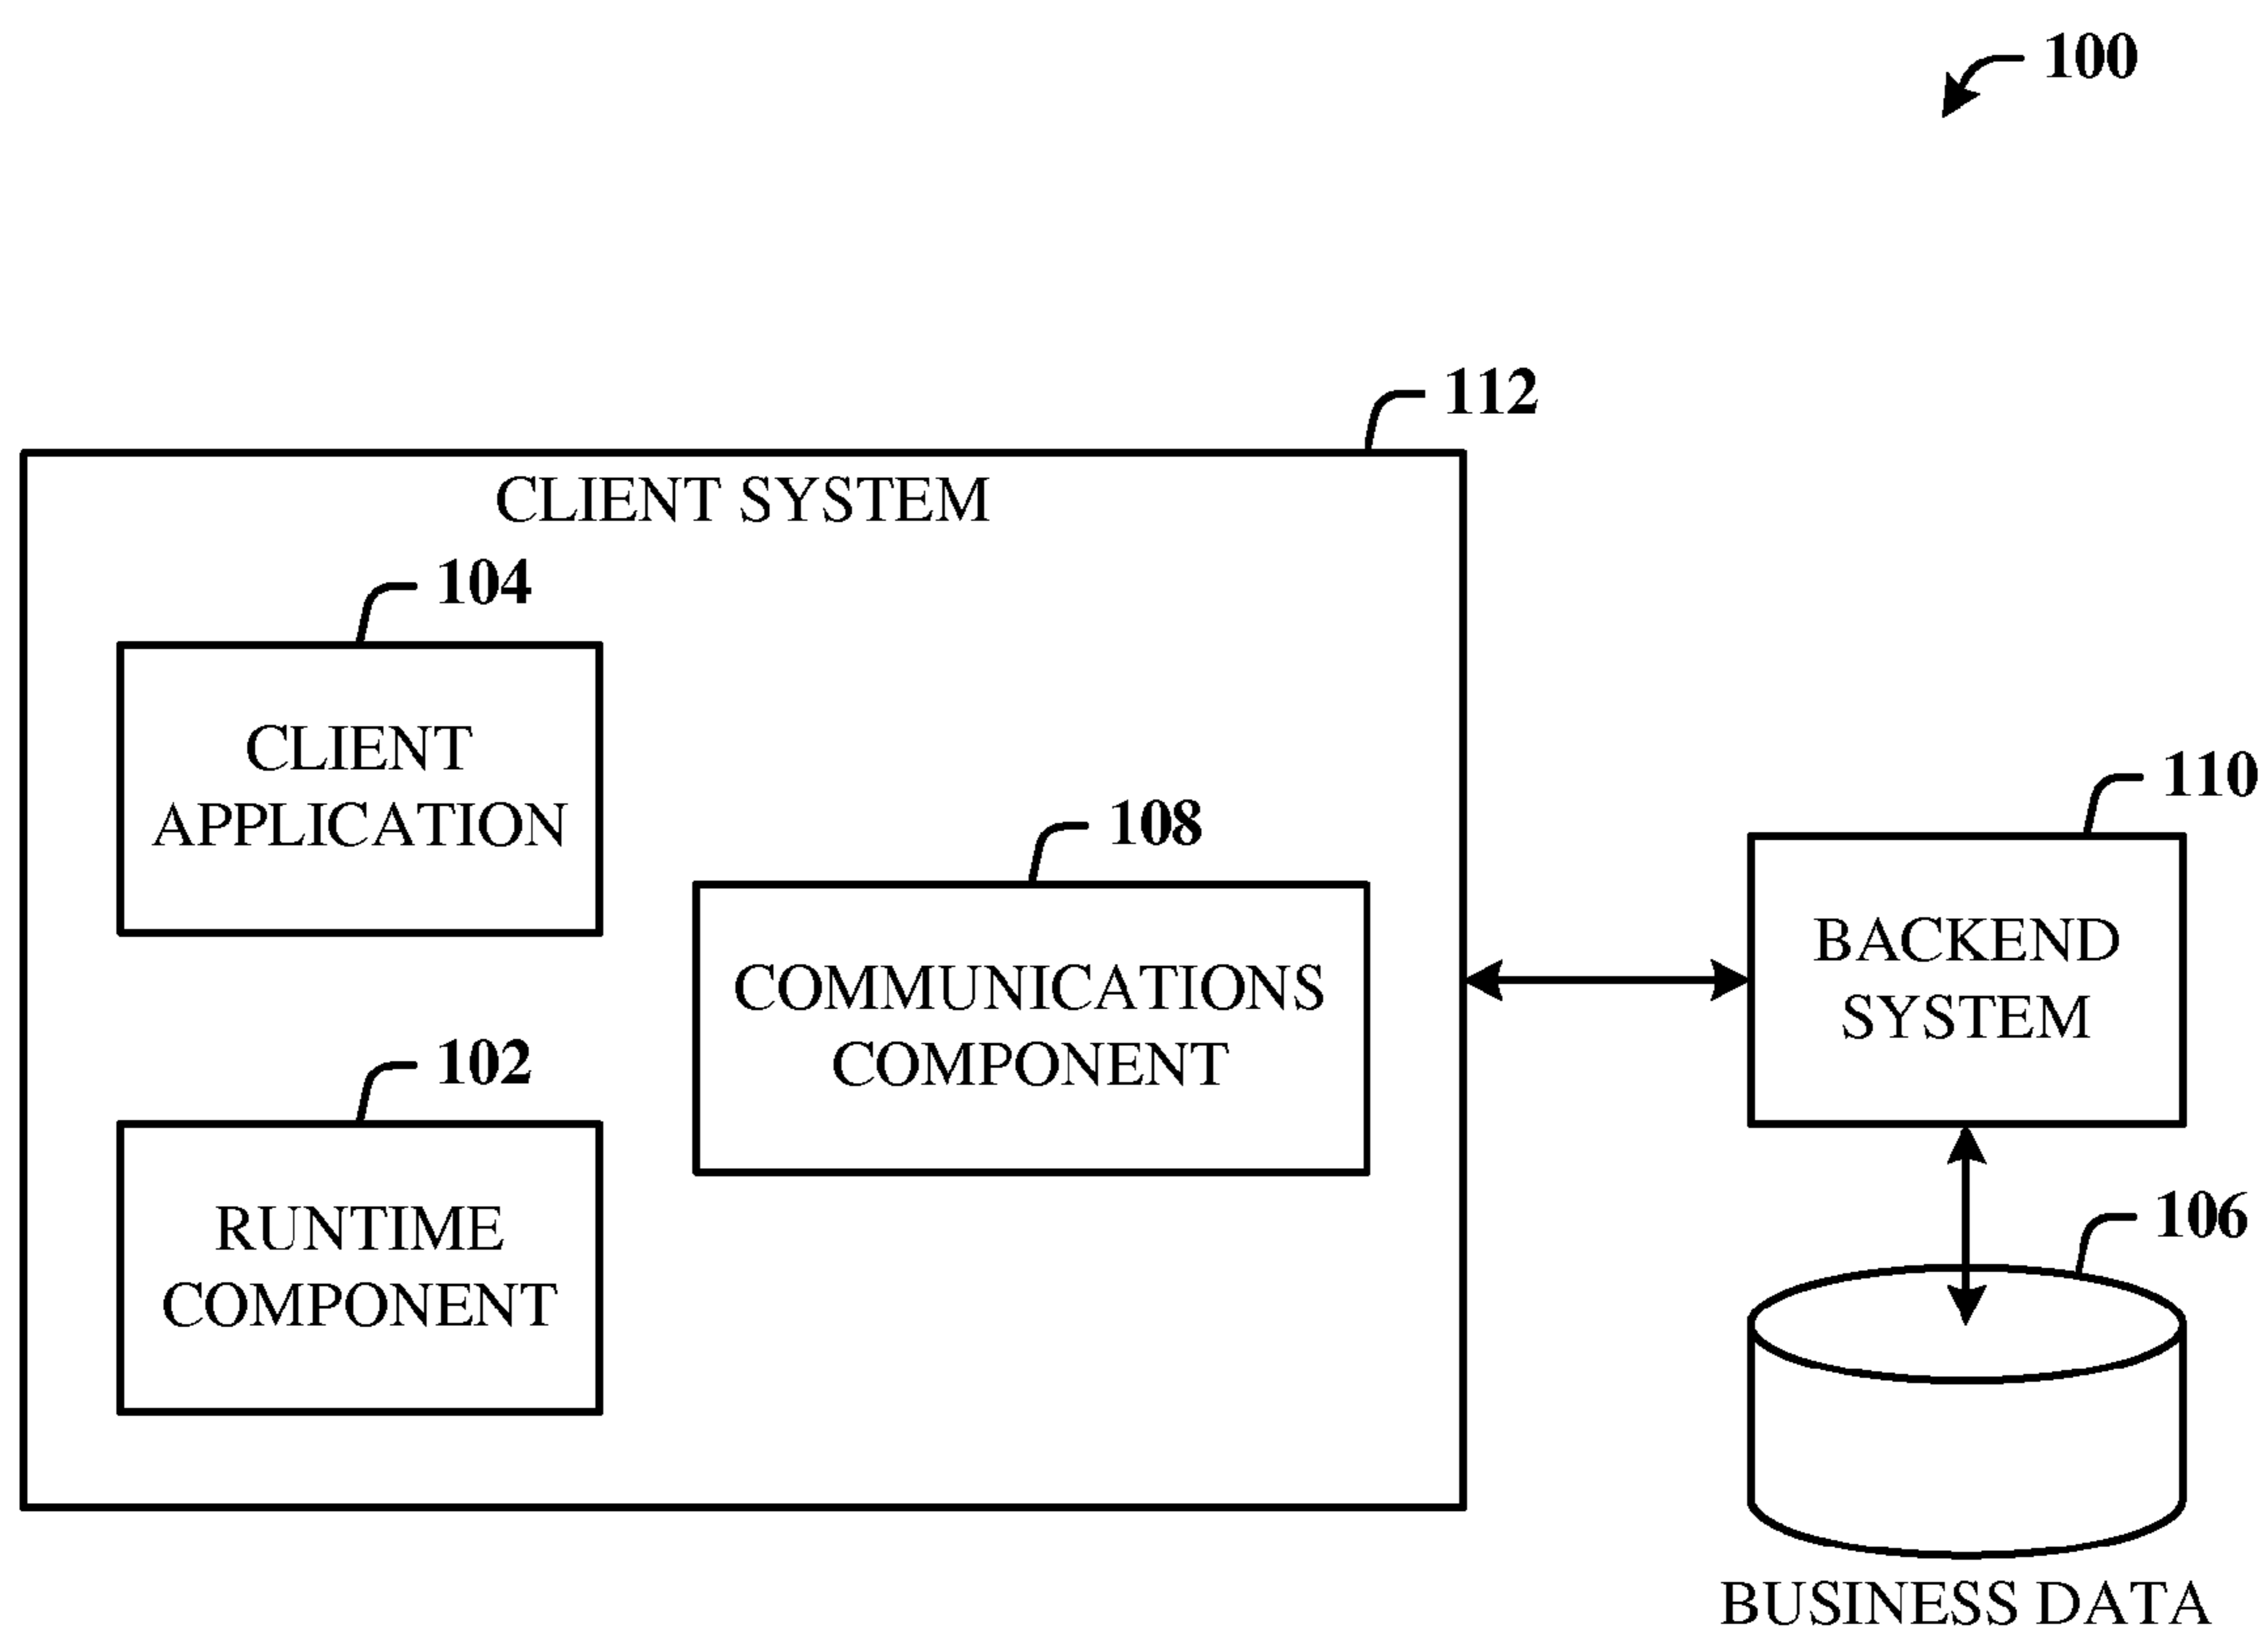 100
112
CLIENT SYSTEM
104
CLIENT
APPLICATION
108
COMMUNICATIONS
COMPONENT
102
RUNTIME
COMPONENT
110
BACKEND
SYSTEM
106
BUSINESS DATA